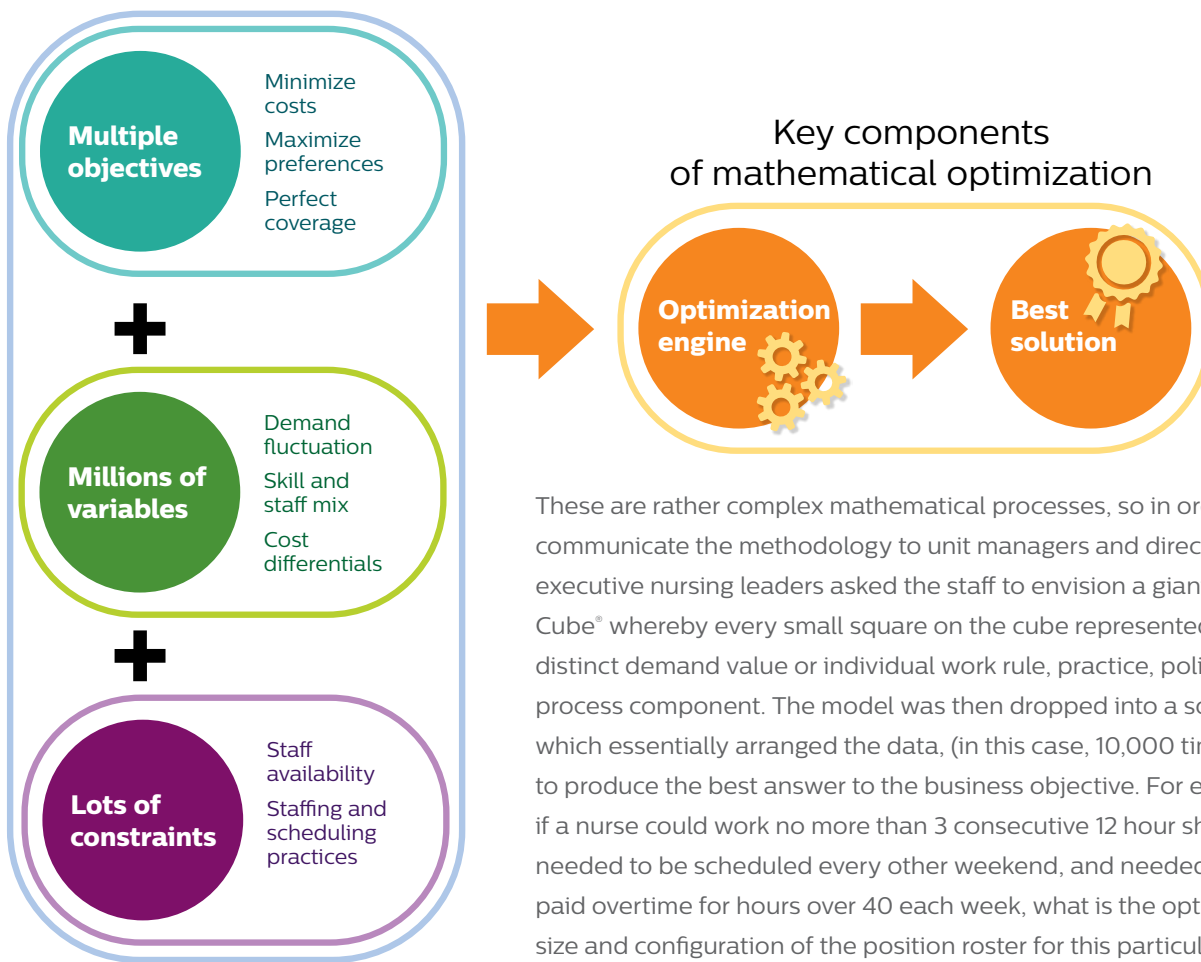 Multiple
objectives
Minimize
costs
Maximize
preferences
Perfect
coverage
+
Millions of
variables
Demand
fluctuation
Skill and
staff mix
Cost
differentials
+
Lots of
constraints
Staff
availability
Staffing and
scheduling
practices
Key components
of mathematical optimization
Optimization
engine
Best
solution
These are rather complex mathematical processes, so in or
communicate the methodology to unit managers and direc
executive nursing leaders asked the staff to envision a gian
Cube® whereby every small square on the cube represented
distinct demand value or individual work rule, practice, poli
process component. The model was then dropped into a so
which essentially arranged the data, (in this case, 10,000 tin
to produce the best answer to the business objective. For e
if a nurse could work no more than 3 consecutive 12 hour sh
needed to be scheduled every other weekend, and needed
paid overtime for hours over 40 each week, what is the opt
size and configuration of the position roster for this particul